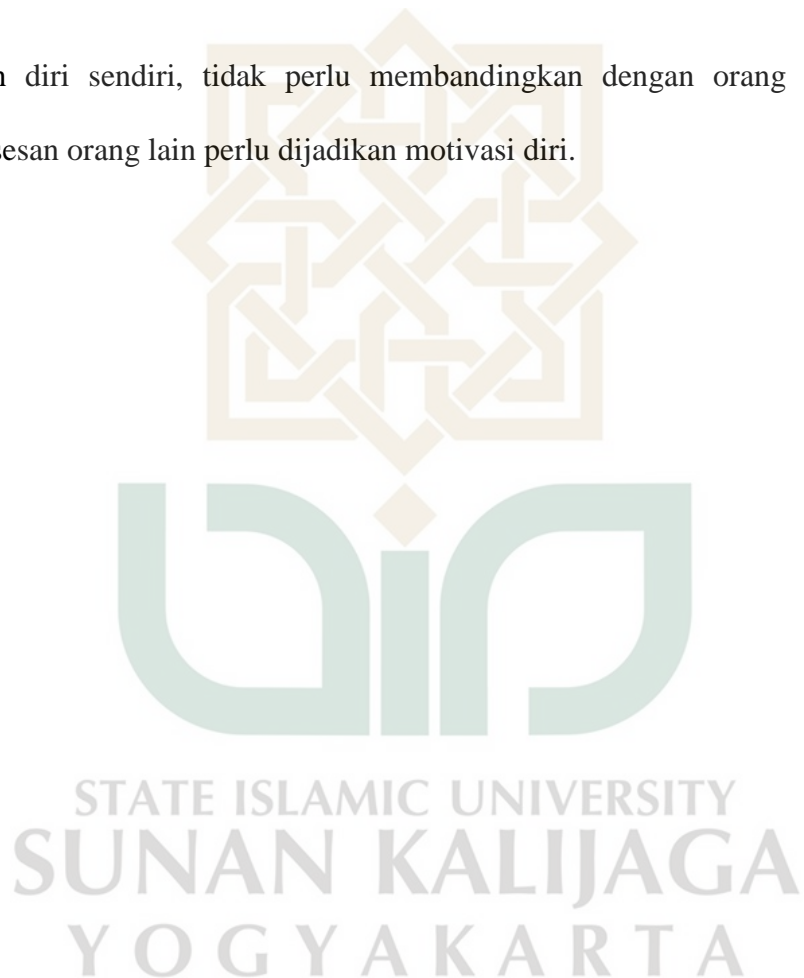 diri sendiri, tidak perlu membandingkan dengan orang
orang lain perlu dijadikan motivasi diri.
STATE ISLAMIC UNIVERSITY
SUNAN KALIJAGA
YOGYAKARTA